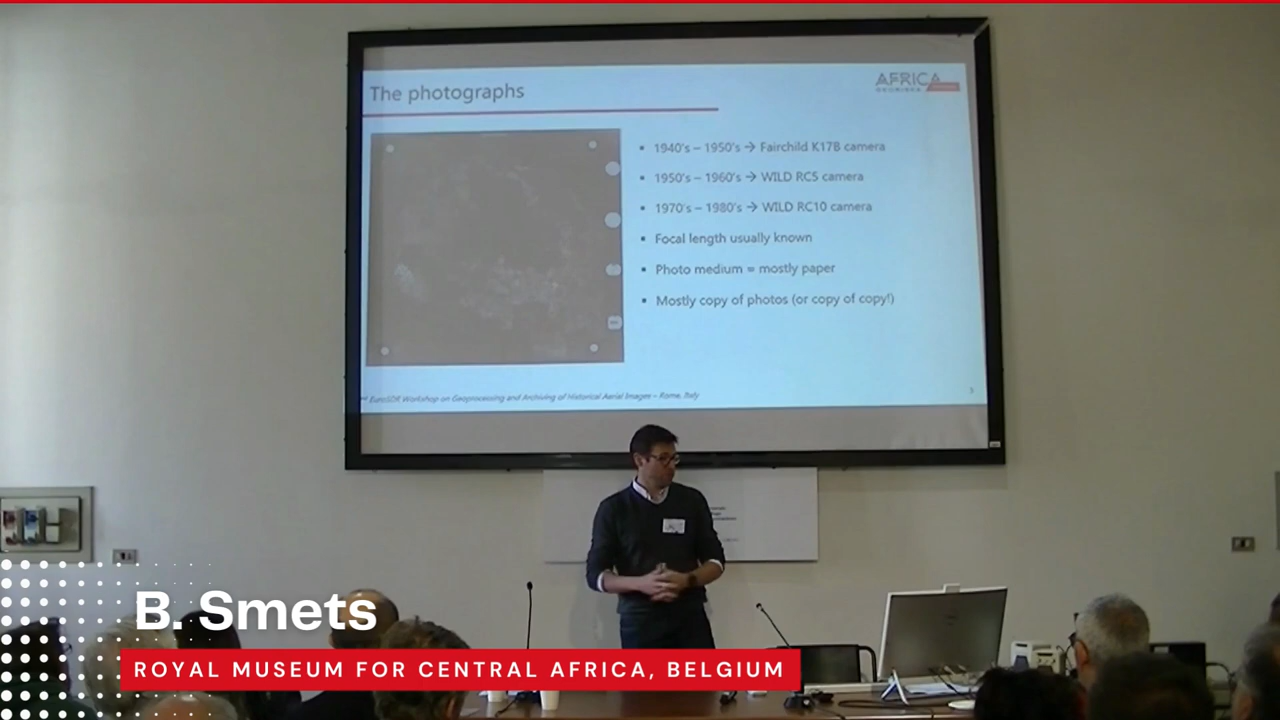 The photographs
AFRICA
1940's – 1950's → Fairchild K17B camera
1950's – 1960's → WILD RC5 camera
1970's – 1980's → WILD RC10 camera
Focal length usually known
Photo medium = mostly paper
Mostly copy of photos (or copy of copy!)
EuroSDR Workshop on Geoprocessing and Archiving of Historical Aerial Images – Rome, Italy
3
B. Smets
ROYAL MUSEUM FOR CENTRAL AFRICA, BELGIUM